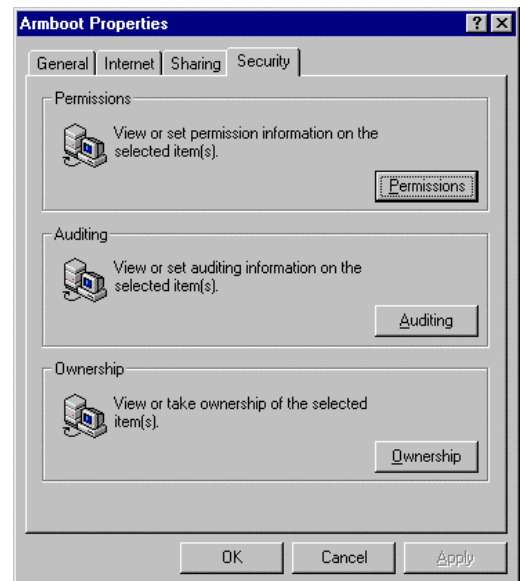 Armboot Properties
General Internet Sharing Security
Permissions
View or set permission information on the
selected item(s).
Permissions
Auditing
View or set auditing information on the
selected item(s).
Auditing
Ownership
View or take ownership of the selected
item(s).
Ownership
OK Cancel Apply